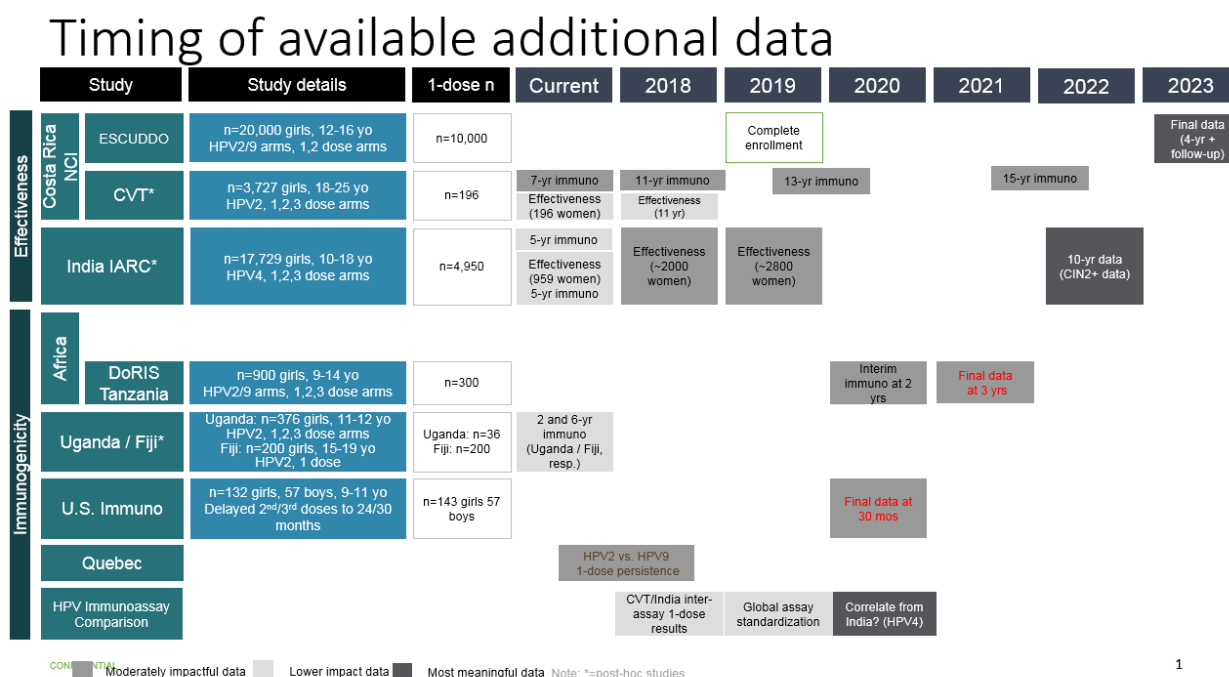 Timing of available additional data
Study
Study details
1-dose n
Current
2018
2019
2020
2021
2022
2023
Effectiveness
Costa Rica
NCI
ESCUDDO
n=20,000 girls, 12-16 yo
HPV2/9 arms, 1,2 dose arms
n=10,000
Complete
enrollment
Final data
(4-yr +
follow-up)
CVT*
n=3,727 girls, 18-25 yo
HPV2, 1,2,3 dose arms
n=196
7-yr immuno
11-yr immuno
13-yr immuno
15-yr immuno
Effectiveness
(196 women)
Effectiveness
(11 yr)
India IARC*
n=17,729 girls, 10-18 yo
HPV4, 1,2,3 dose arms
n=4,950
5-yr immuno
Effectiveness
(959 women)
5-yr immuno
Effectiveness
(~2000
women)
Effectiveness
(~2800
women)
10-yr data
(CIN2+ data)
Immunogenicity
Africa
DoRIS
Tanzania
n=900 girls, 9-14 yo
HPV2/9 arms, 1,2,3 dose arms
n=300
Interim
immuno at 2
yrs
Final data
at 3 yrs
Uganda / Fiji*
Uganda: n=376 girls, 11-12 yo
HPV2, 1,2,3 dose arms
Fiji: n=200 girls, 15-19 yo
HPV2, 1 dose
Uganda: n=36
Fiji: n=200
2 and 6-yr
immuno
(Uganda / Fiji,
resp.)
U.S. Immuno
n=132 girls, 57 boys, 9-11 yo
Delayed 2nd/3rd doses to 24/30
months
n=143 girls 57
boys
Final data at
30 mos
Quebec
HPV2 vs. HPV9
1-dose persistence
HPV Immunoassay
Comparison
CVT/India inter-
assay 1-dose
results
Global assay
standardization
Correlate from
India? (HPV4)
CONFIDENTIAL
Moderately impactful data
Lower impact data
Most meaningful data
Note: *=post-hoc studies
1